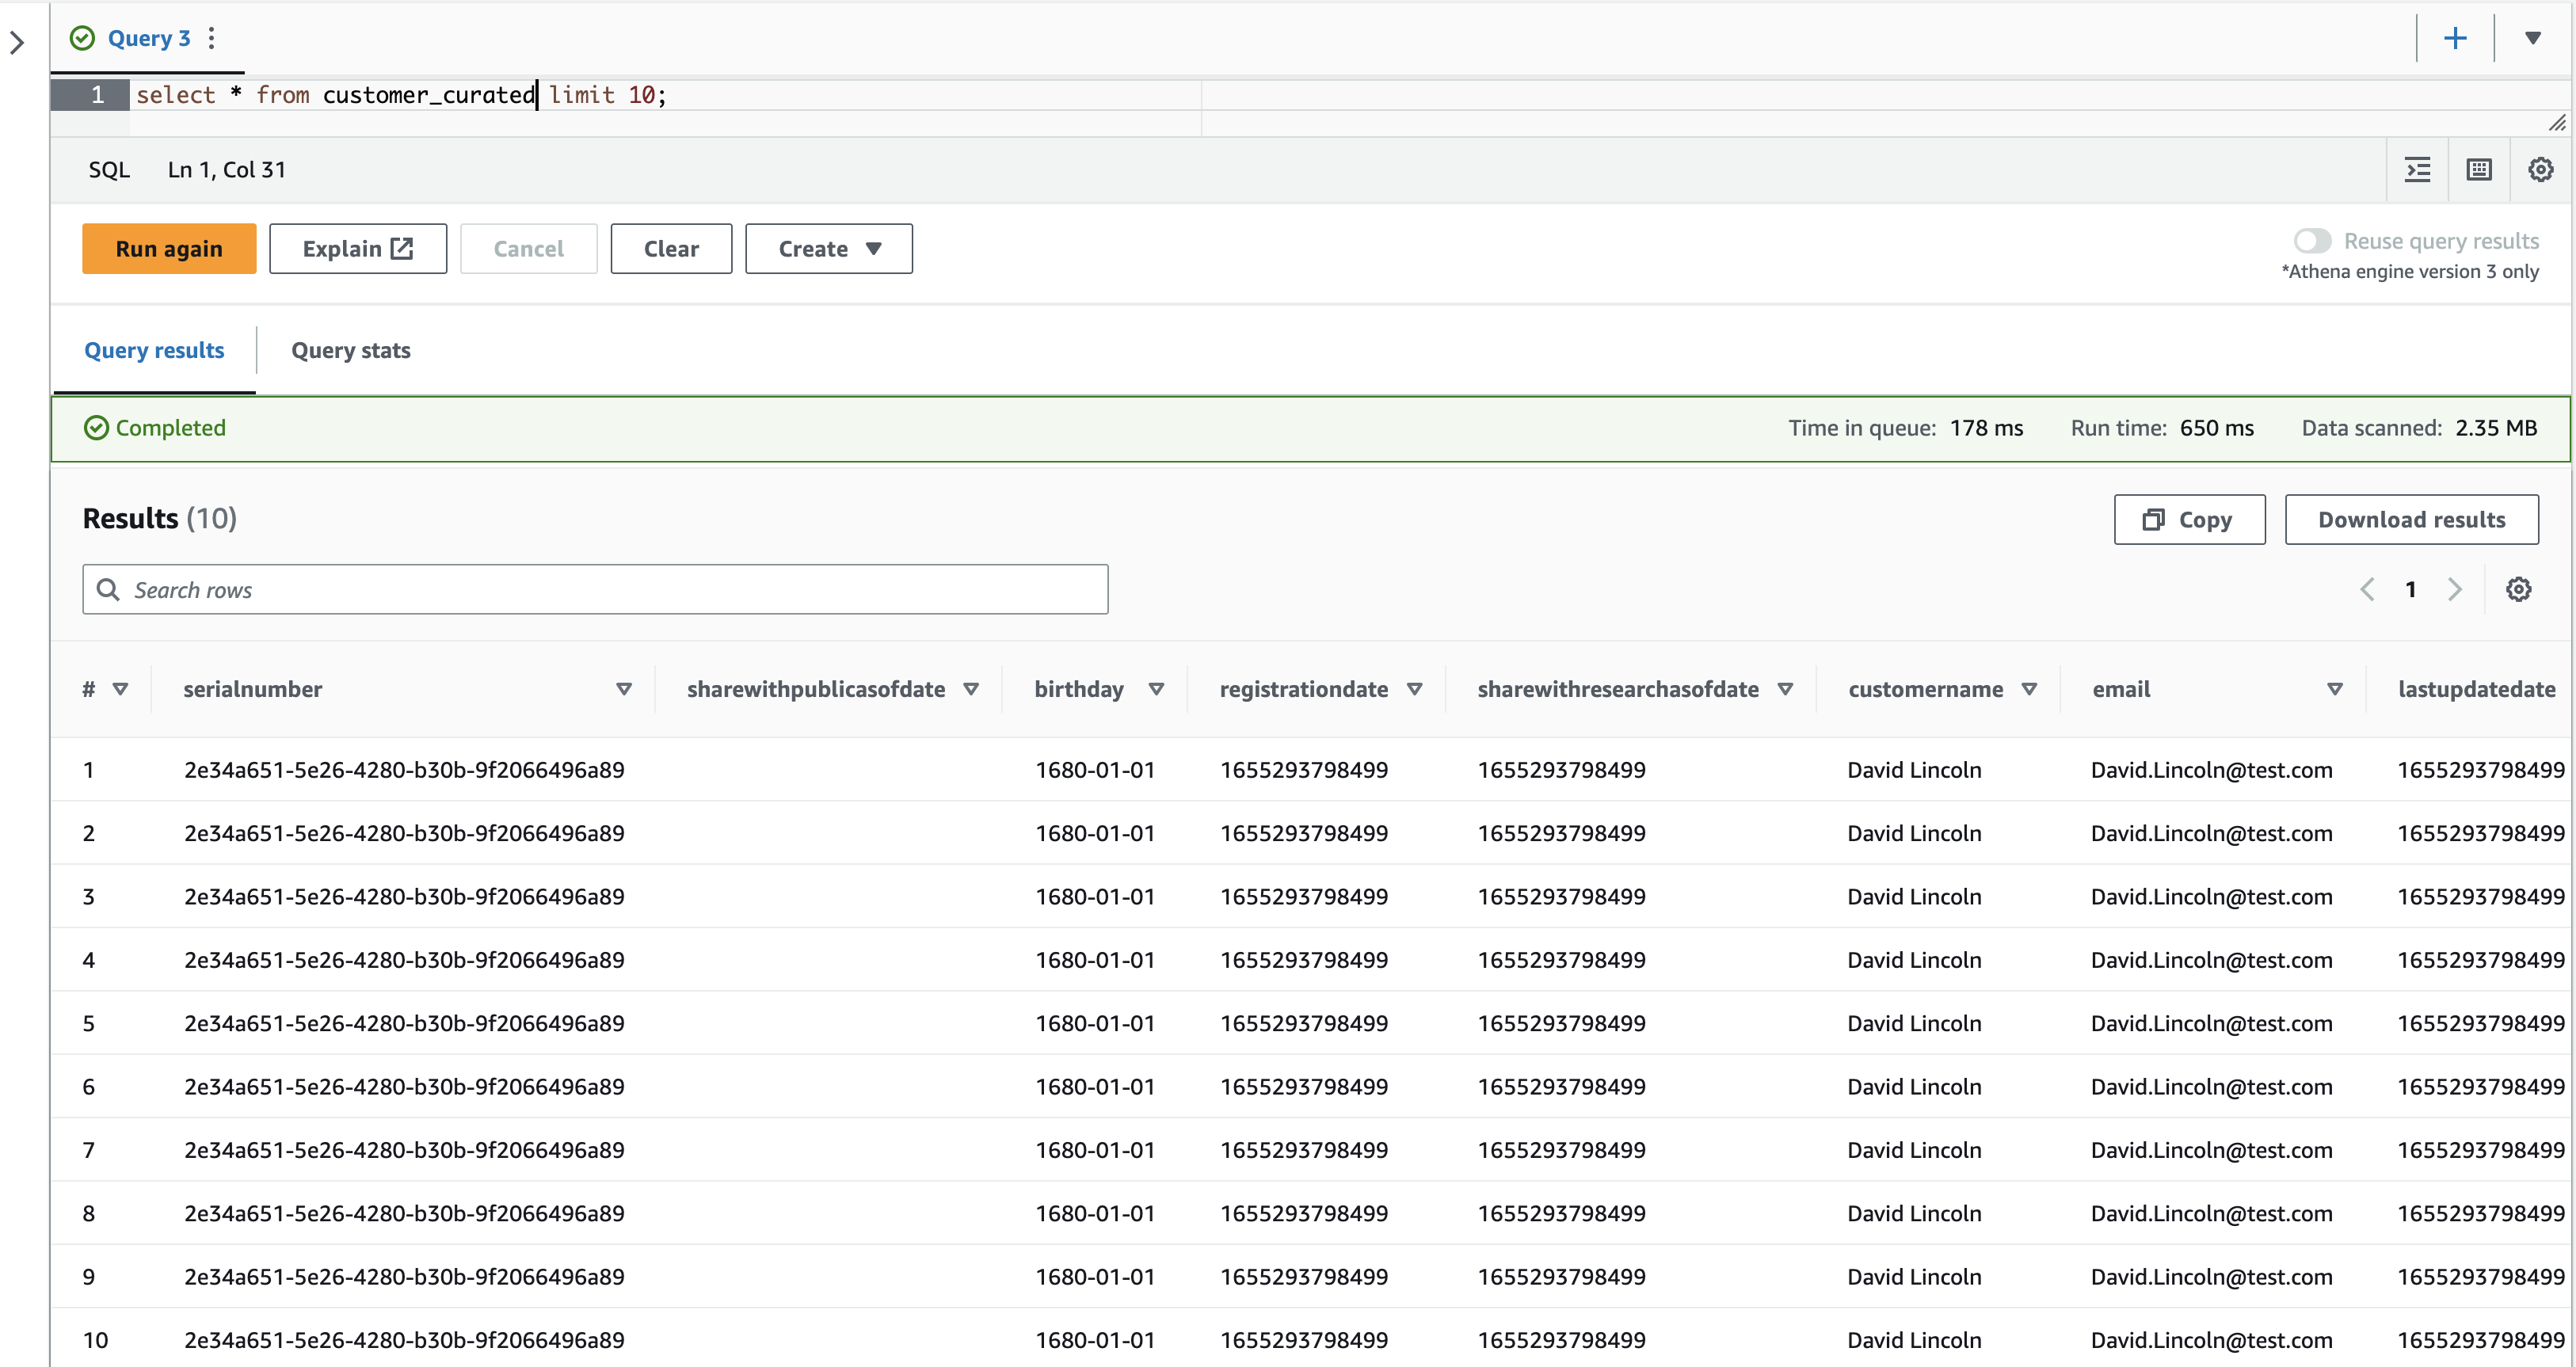 Query 3
1 select * from customer_curated limit 10;
SQL Ln 1, Col 31
Run again Explain Cancel Clear Create Reuse query results
*Athena engine version 3 only
Query results Query stats
Completed Time in queue: 178 ms Run time: 650 ms Data scanned: 2.35 MB
Results (10) Copy Download results
Search rows 1
# serialnumber sharewithpublicasofdate birthday registrationdate sharewithresearchasofdate customername email lastupdatedate
1 2e34a651-5e26-4280-b30b-9f2066496a89 1680-01-01 1655293798499 1655293798499 David Lincoln David.Lincoln@test.com 1655293798499
2 2e34a651-5e26-4280-b30b-9f2066496a89 1680-01-01 1655293798499 1655293798499 David Lincoln David.Lincoln@test.com 1655293798499
3 2e34a651-5e26-4280-b30b-9f2066496a89 1680-01-01 1655293798499 1655293798499 David Lincoln David.Lincoln@test.com 1655293798499
4 2e34a651-5e26-4280-b30b-9f2066496a89 1680-01-01 1655293798499 1655293798499 David Lincoln David.Lincoln@test.com 1655293798499
5 2e34a651-5e26-4280-b30b-9f2066496a89 1680-01-01 1655293798499 1655293798499 David Lincoln David.Lincoln@test.com 1655293798499
6 2e34a651-5e26-4280-b30b-9f2066496a89 1680-01-01 1655293798499 1655293798499 David Lincoln David.Lincoln@test.com 1655293798499
7 2e34a651-5e26-4280-b30b-9f2066496a89 1680-01-01 1655293798499 1655293798499 David Lincoln David.Lincoln@test.com 1655293798499
8 2e34a651-5e26-4280-b30b-9f2066496a89 1680-01-01 1655293798499 1655293798499 David Lincoln David.Lincoln@test.com 1655293798499
9 2e34a651-5e26-4280-b30b-9f2066496a89 1680-01-01 1655293798499 1655293798499 David Lincoln David.Lincoln@test.com 1655293798499
10 2e34a651-5e26-4280-b30b-9f2066496a89 1680-01-01 1655293798499 1655293798499 David Lincoln David.Lincoln@test.com 1655293798499